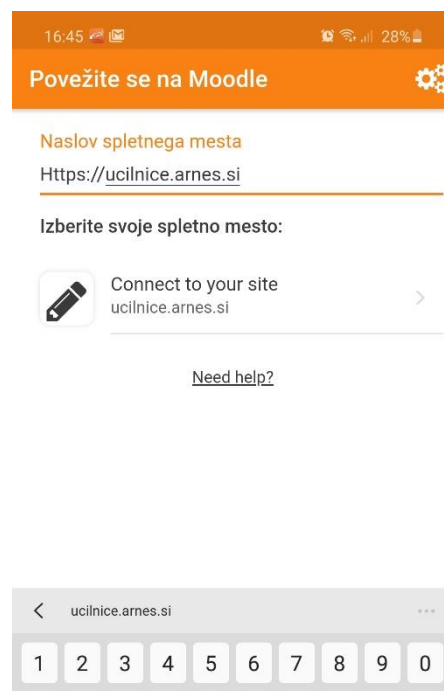 16:45 28%
Povežite se na Moodle
Naslov spletnega mesta
Https://ucilnice.arnes.si
Izberite svoje spletno mesto:
Connect to your site
ucilnice.arnes.si
Need help?
ucilnice.arnes.si
1 2 3 4 5 6 7 8 9 0